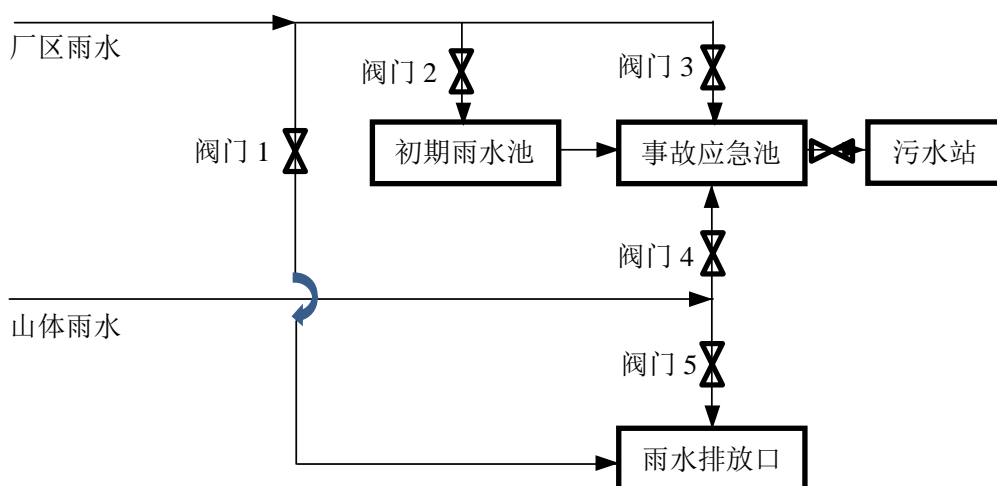 厂区雨水
阀门 2
阀门 3
阀门 1
初期雨水池
事故应急池
污水站
阀门 4
山体雨水
阀门 5
雨水排放口